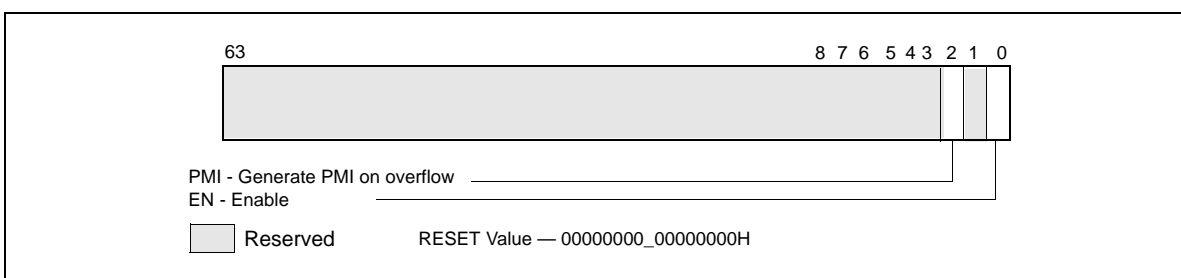 63 8 7 6 5 4 3 2 1 0
PMI - Generate PMI on overflow
EN - Enable
Reserved RESET Value — 00000000_00000000H